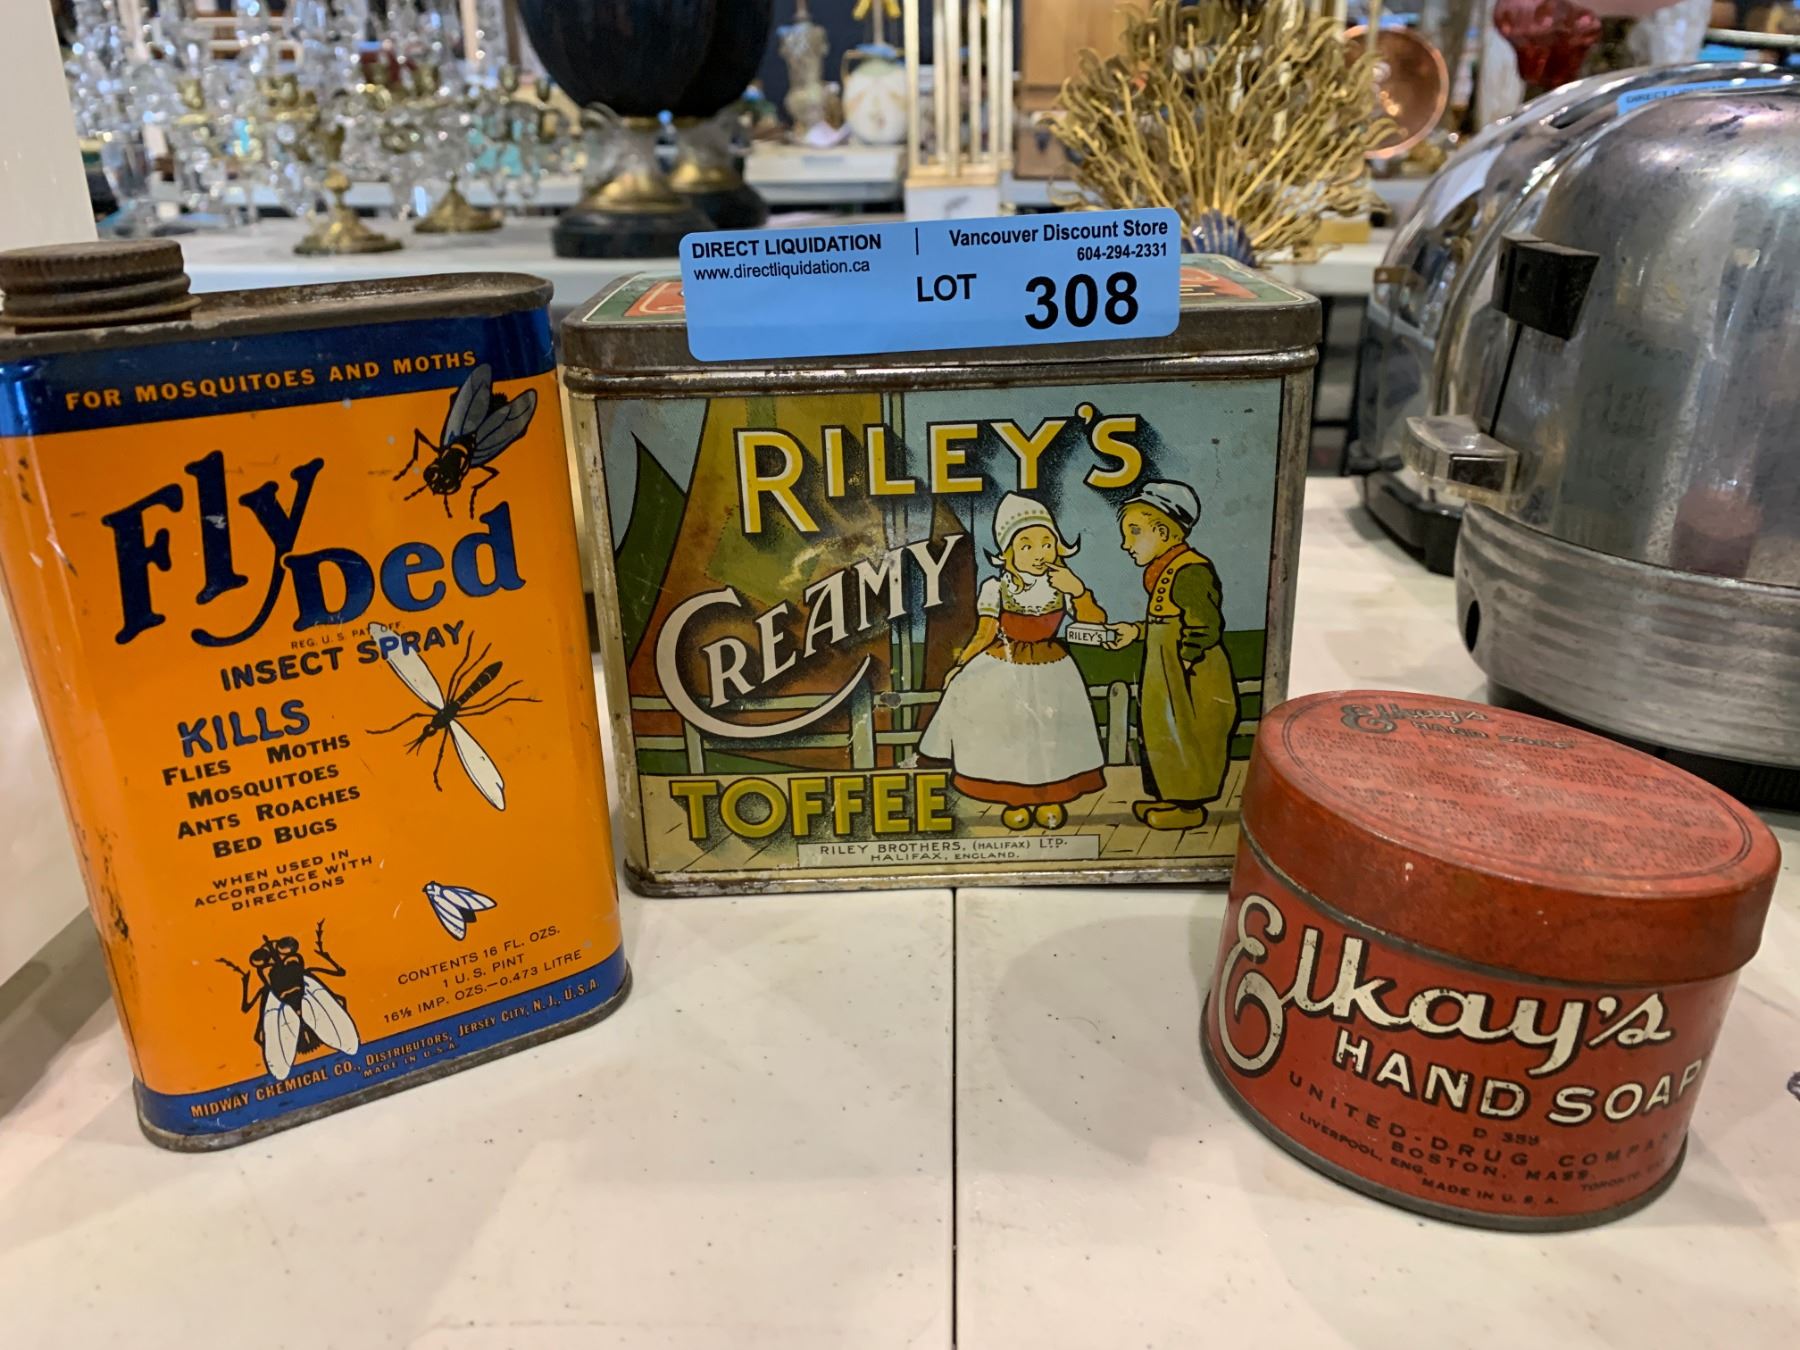 DIRECT LIQUIDATION | Vancouver Discount Store
www.directliquidation.ca 604-294-2331
LOT 308
FOR MOSQUITOES AND MOTHS
Fly
Ded
REG. U. S. PAT. OFF.
INSECT SPRAY
KILLS
FLIES MOTHS
MOSQUITOES
ANTS ROACHES
BED BUGS
WHEN USED IN
ACCORDANCE WITH
DIRECTIONS
CONTENTS 16 FL. OZS.
1 U. S. PINT
16½ IMP. OZS.—0.473 LITRE
MIDWAY CHEMICAL CO., DISTRIBUTORS, JERSEY CITY, N. J., U.S.A.
MADE IN U.S.A.
RILEY'S
CREAMY
RILEY'S
TOFFEE
RILEY BROTHERS, (HALIFAX) LTD.
HALIFAX, ENGLAND.
Elkay's
HAND SOAP
Elkay's
HAND SOAP
UNITED-DRUG
BOSTON, MASS.
LIVERPOOL, ENG.
MADE IN U. S. A.